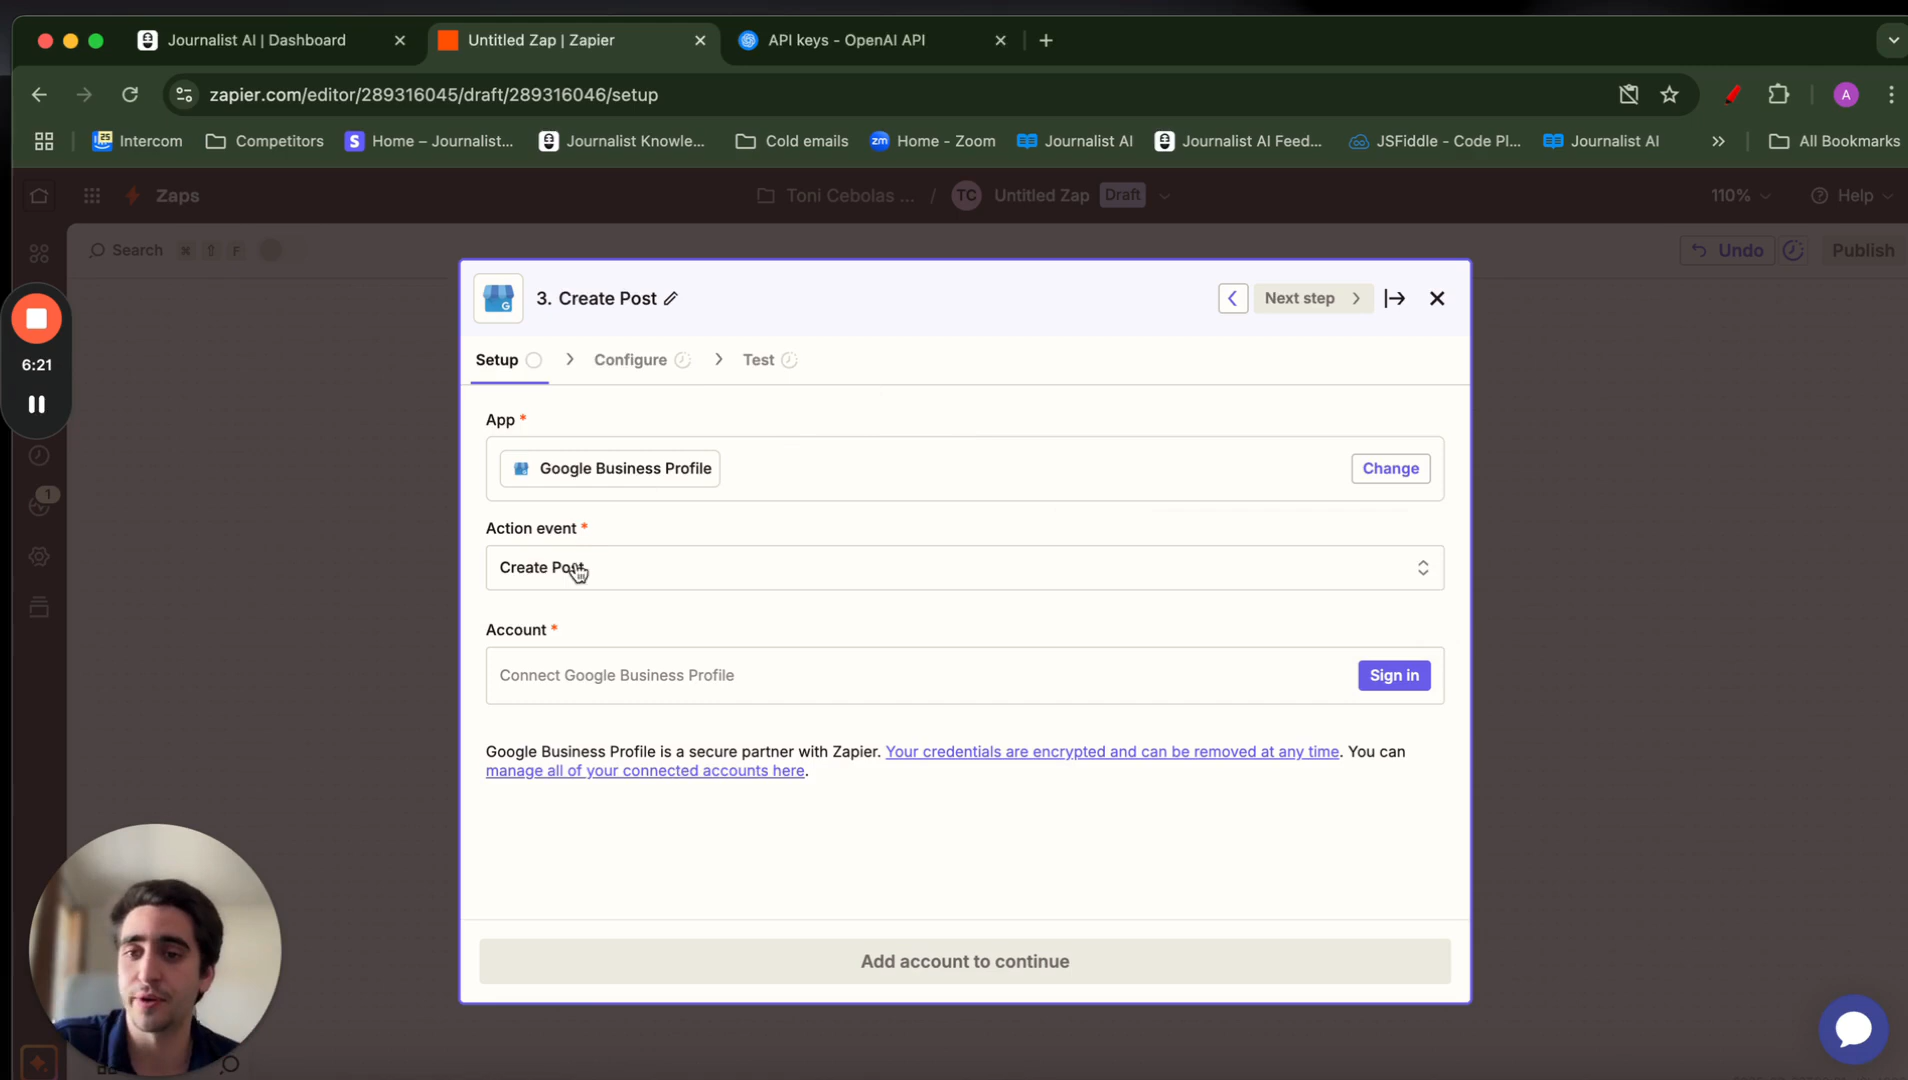 Journalist AI | Dashboard
Untitled Zap | Zapier
API keys - OpenAI API
zapier.com/editor/289316045/draft/289316046/setup
A
Intercom
Competitors
Home – Journalist...
Journalist Knowle...
Cold emails
zm
Home - Zoom
Journalist AI
Journalist AI Feed...
JSFiddle - Code Pl...
Journalist AI
All Bookmarks
Zaps
Toni Cebolas ...
/
TC
Untitled Zap
Draft
110%
Help
Search
F
Undo
Publish
3. Create Post
Next step
6:21
Setup
Configure
Test
App *
Google Business Profile
Change
1
Action event *
Create Post
Account *
Connect Google Business Profile
Sign in
Google Business Profile is a secure partner with Zapier. Your credentials are encrypted and can be removed at any time. You can
manage all of your connected accounts here.
Add account to continue